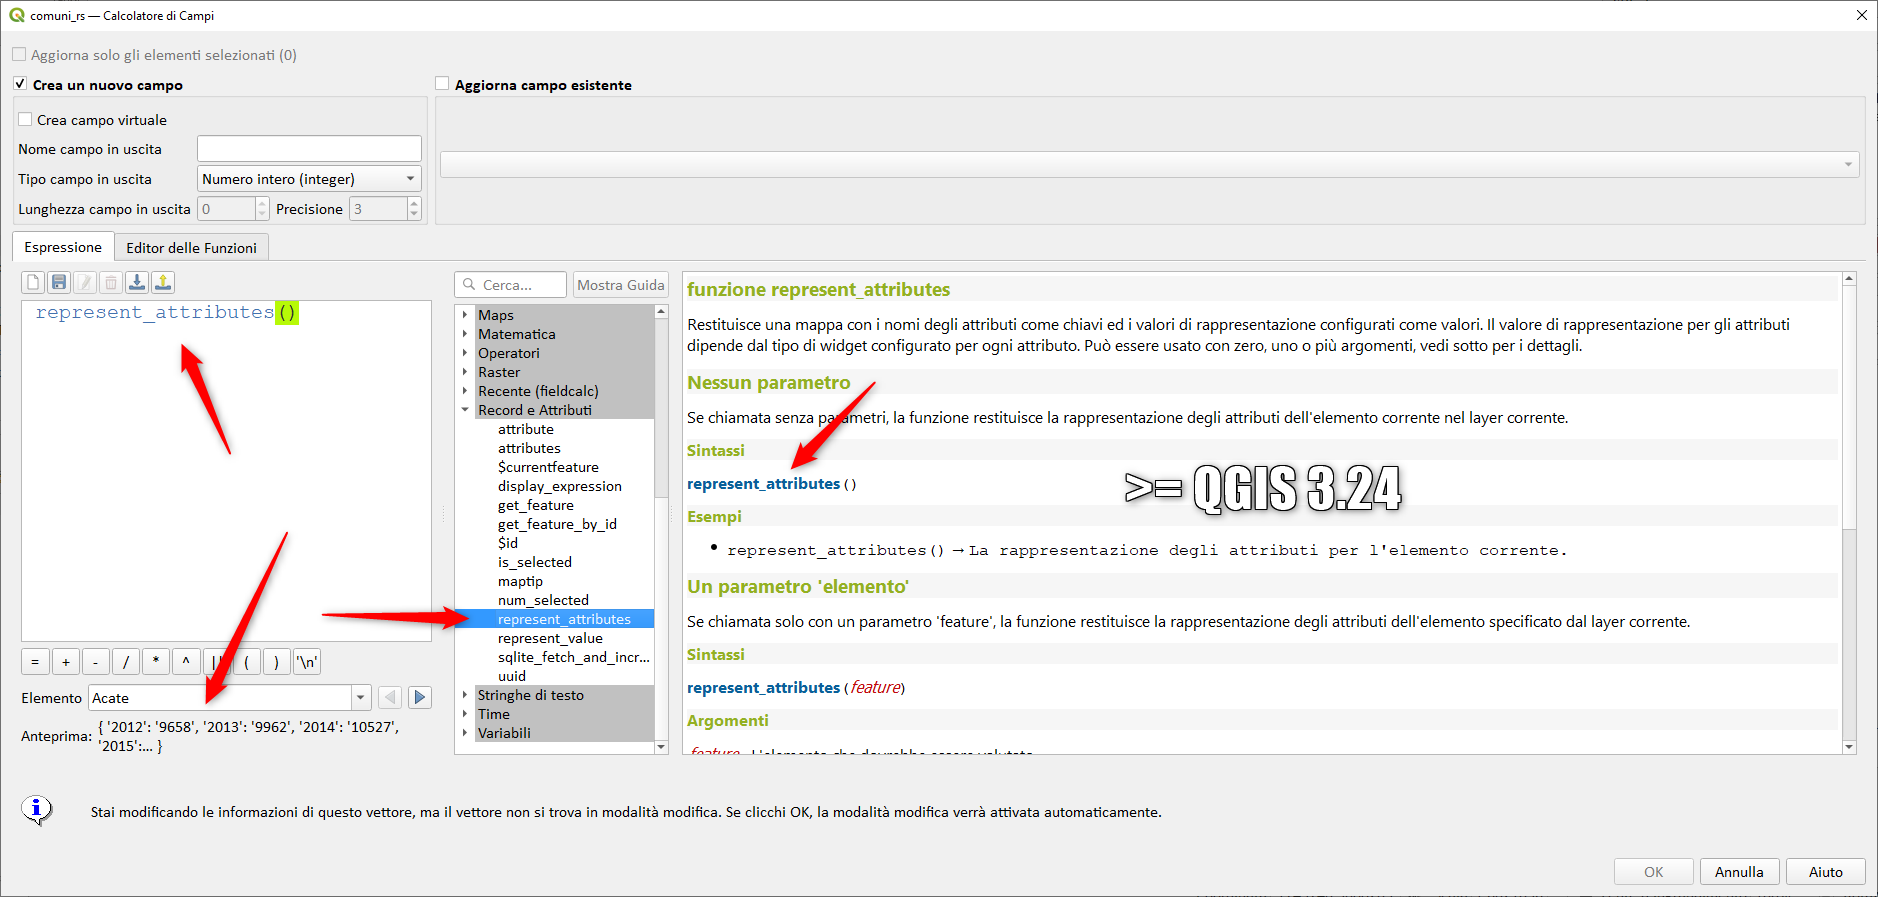 comuni_rs — Calcolatore di Campi
Aggiorna solo gli elementi selezionati (0)
Crea un nuovo campo
Aggiorna campo esistente
Crea campo virtuale
Nome campo in uscita
Tipo campo in uscita
Numero intero (integer)
Lunghezza campo in uscita
0
Precisione
3
Espressione
Editor delle Funzioni
represent_attributes()
=
+
-
/
*
^
(
)
'\n'
Elemento
Acate
Anteprima:
{ '2012': '9658', '2013': '9962', '2014': '10527',
'2015':... }
Cerca...
Mostra Guida
Maps
Matematica
Operatori
Raster
Recente (fieldcalc)
Record e Attributi
attribute
attributes
$currentfeature
display_expression
get_feature
get_feature_by_id
$id
is_selected
maptip
num_selected
represent_attributes
represent_value
sqlite_fetch_and_incr...
uuid
Stringhe di testo
Time
Variabili
funzione represent_attributes
Restituisce una mappa con i nomi degli attributi come chiavi ed i valori di rappresentazione configurati come valori. Il valore di rappresentazione per gli attributi
dipende dal tipo di widget configurato per ogni attributo. Può essere usato con zero, uno o più argomenti, vedi sotto per i dettagli.
Nessun parametro
Se chiamata senza parametri, la funzione restituisce la rappresentazione degli attributi dell'elemento corrente nel layer corrente.
Sintassi
represent_attributes()
>= QGIS 3.24
Esempi
• represent_attributes() → La rappresentazione degli attributi per l'elemento corrente.
Un parametro 'elemento'
Se chiamata solo con un parametro 'feature', la funzione restituisce la rappresentazione degli attributi dell'elemento specificato dal layer corrente.
Sintassi
represent_attributes(feature)
Argomenti
feature L'elemento che dovrebbe essere valutato.
Stai modificando le informazioni di questo vettore, ma il vettore non si trova in modalità modifica. Se clicchi OK, la modalità modifica verrà attivata automaticamente.
OK
Annulla
Aiuto